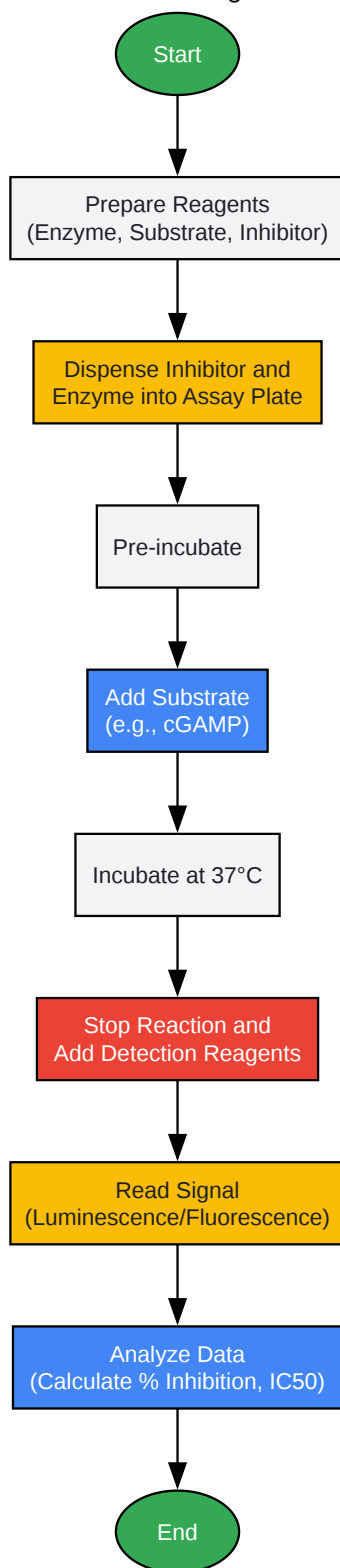 Start
Prepare Reagents
(Enzyme, Substrate, Inhibitor)
Dispense Inhibitor and
Enzyme into Assay Plate
Pre-incubate
Add Substrate
(e.g., cGAMP)
Incubate at 37°C
Stop Reaction and
Add Detection Reagents
Read Signal
(Luminescence/Fluorescence)
Analyze Data
(Calculate % Inhibition, IC50)
End